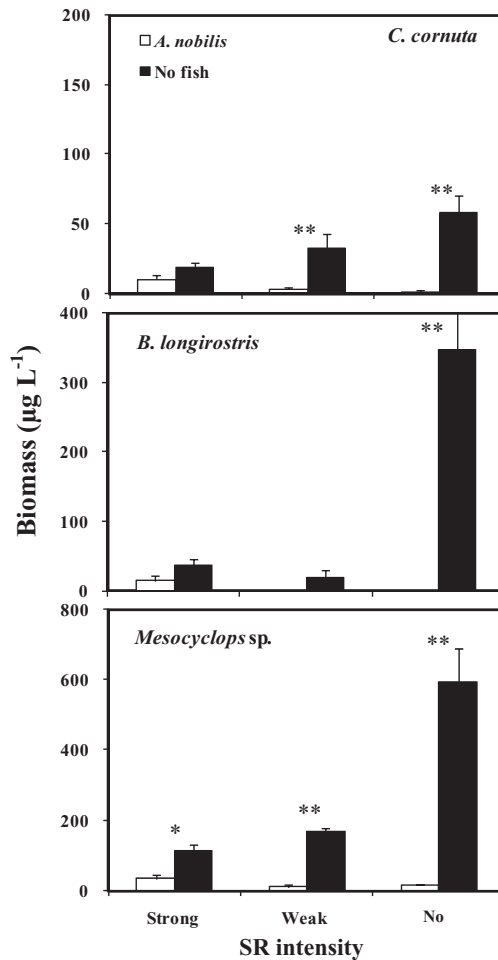 200
150
100
50
0
A. nobilis
No fish
C. cornuta
**
**
400
300
200
100
0
B. longirostris
**
800
600
400
200
0
Mesocyclops sp.
*
**
**
Biomass (µg L⁻¹)
Strong Weak No
SR intensity